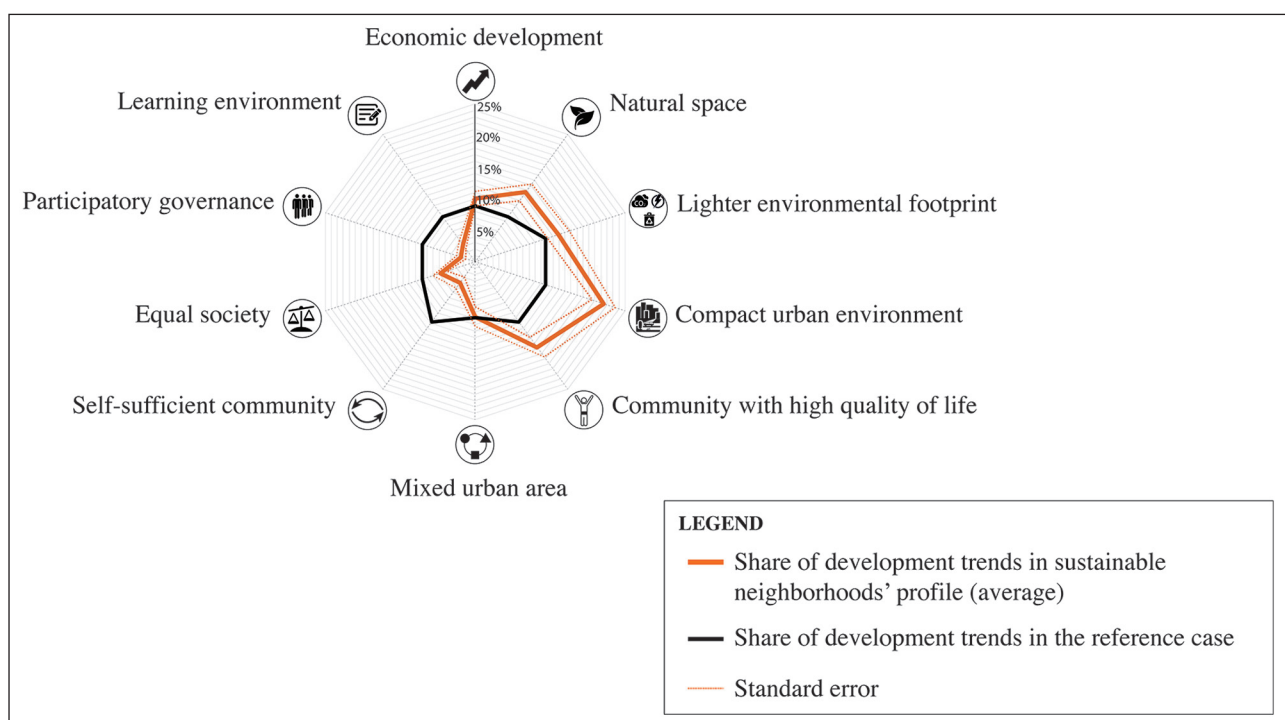 Economic development
Learning environment
Natural space
25%
20%
15%
10%
5%
Participatory governance
Lighter environmental footprint
CO2
Equal society
Compact urban environment
Self-sufficient community
Community with high quality of life
Mixed urban area
LEGEND
Share of development trends in sustainable
neighborhoods’ profile (average)
Share of development trends in the reference case
Standard error